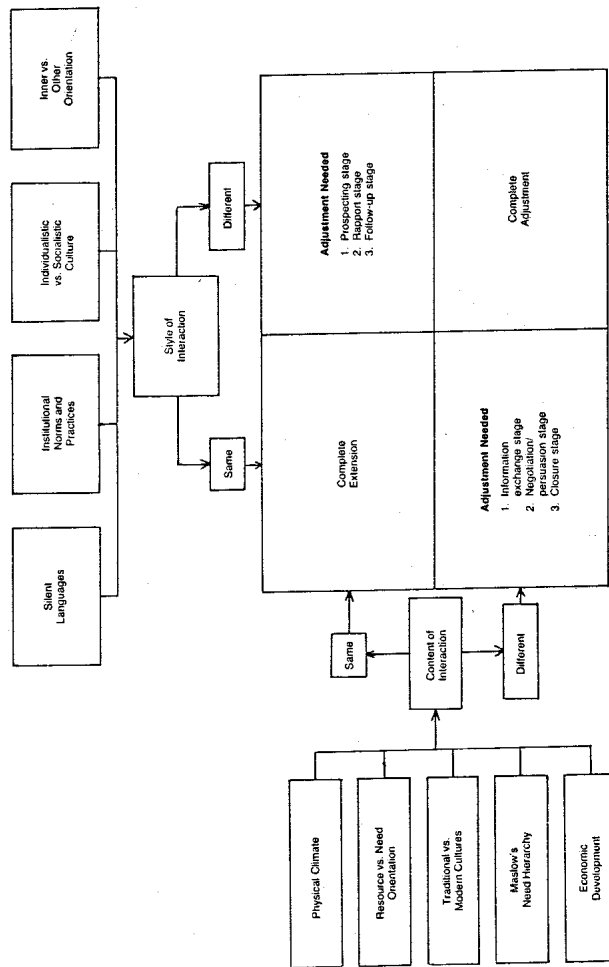 Silent
Languages
Institutional
Norms and
Practices
Individualistic
vs. Socialistic
Culture
Inner vs.
Other
Orientation
Style of
Interaction
Same
Different
Physical Climate
Resource vs. Need
Orientation
Traditional vs.
Modern Cultures
Maslow's
Need Hierarchy
Economic
Development
Content of
Interaction
Same
Different
Complete
Extension
Adjustment Needed
1. Prospecting stage
2. Rapport stage
3. Follow-up stage
Adjustment Needed
1. Information
exchange stage
2. Negotiation/
persuasion stage
3. Closure stage
Complete
Adjustment